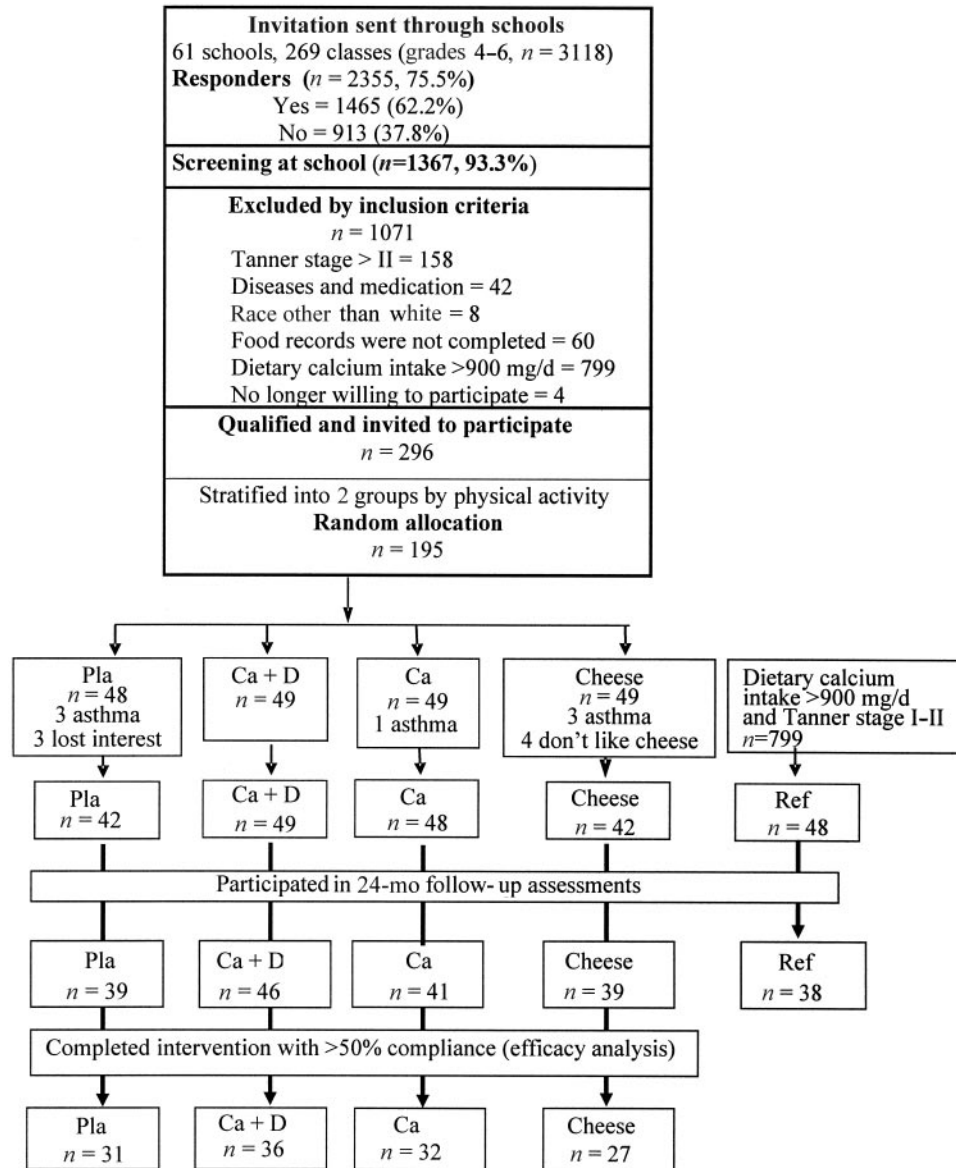 Invitation sent through schools
61 schools, 269 classes (grades 4–6, n = 3118)
Responders (n = 2355, 75.5%)
Yes = 1465 (62.2%)
No = 913 (37.8%)
Screening at school (n=1367, 93.3%)
Excluded by inclusion criteria
n = 1071
Tanner stage > II = 158
Diseases and medication = 42
Race other than white = 8
Food records were not completed = 60
Dietary calcium intake >900 mg/d = 799
No longer willing to participate = 4
Qualified and invited to participate
n = 296
Stratified into 2 groups by physical activity
Random allocation
n = 195
Pla
n = 48
3 asthma
3 lost interest
Ca + D
n = 49
Ca
n = 49
1 asthma
Cheese
n = 49
3 asthma
4 don't like cheese
Dietary calcium
intake >900 mg/d
and Tanner stage I–II
n=799
Pla
n = 42
Ca + D
n = 49
Ca
n = 48
Cheese
n = 42
Ref
n = 48
Participated in 24-mo follow-up assessments
Pla
n = 39
Ca + D
n = 46
Ca
n = 41
Cheese
n = 39
Ref
n = 38
Completed intervention with >50% compliance (efficacy analysis)
Pla
n = 31
Ca + D
n = 36
Ca
n = 32
Cheese
n = 27